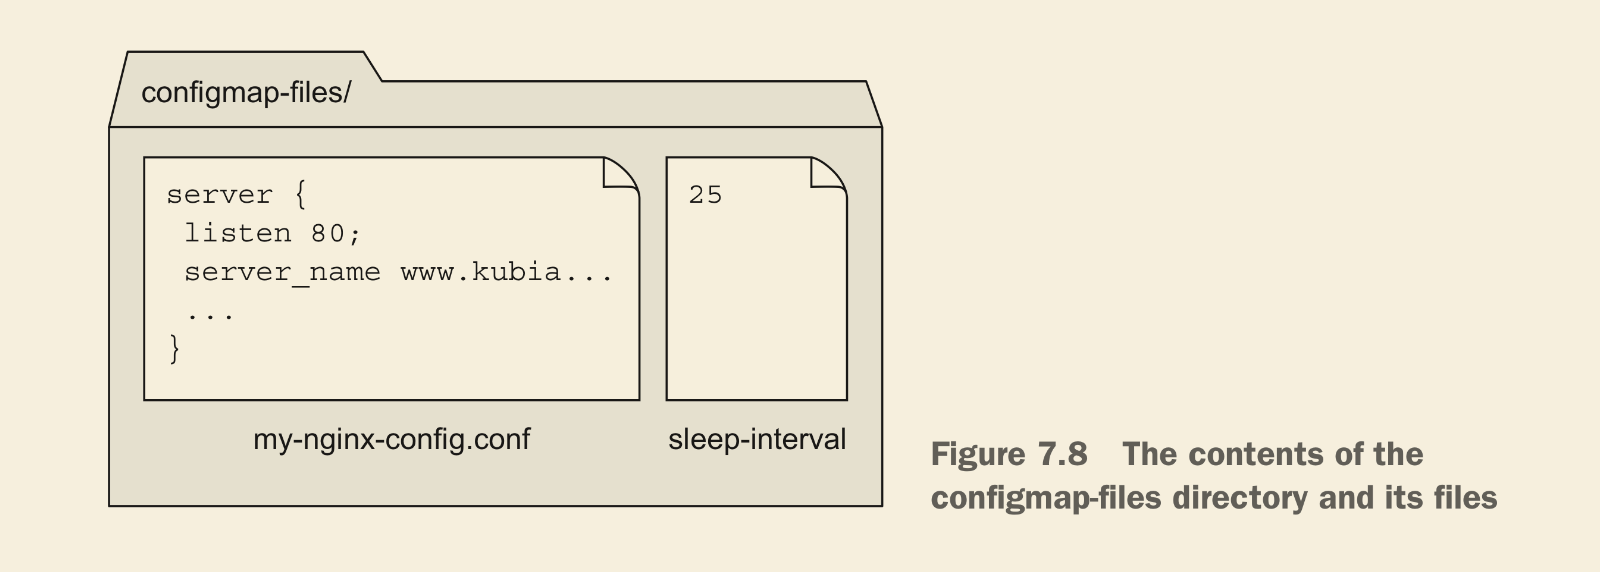 configmap-files/
server {
listen 80;
server_name www.kubia...
...
}
25
my-nginx-config.conf
sleep-interval
Figure 7.8 The contents of the
configmap-files directory and its files